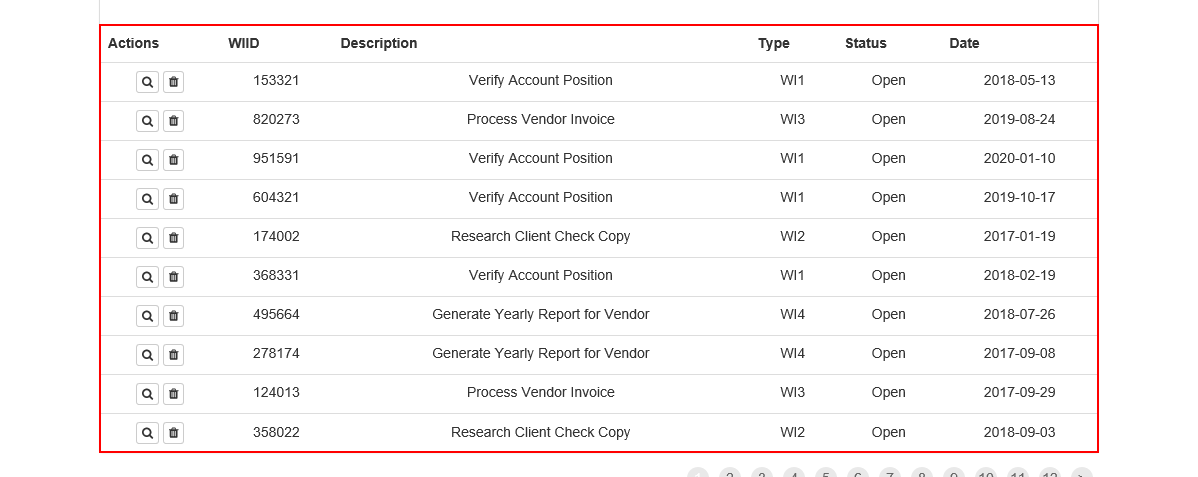 Actions WIID Description Type Status Date
153321 Verify Account Position WI1 Open 2018-05-13
820273 Process Vendor Invoice WI3 Open 2019-08-24
951591 Verify Account Position WI1 Open 2020-01-10
604321 Verify Account Position WI1 Open 2019-10-17
174002 Research Client Check Copy WI2 Open 2017-01-19
368331 Verify Account Position WI1 Open 2018-02-19
495664 Generate Yearly Report for Vendor WI4 Open 2018-07-26
278174 Generate Yearly Report for Vendor WI4 Open 2017-09-08
124013 Process Vendor Invoice WI3 Open 2017-09-29
358022 Research Client Check Copy WI2 Open 2018-09-03
1 2 3 4 5 6 7 8 9 10 11 12 >